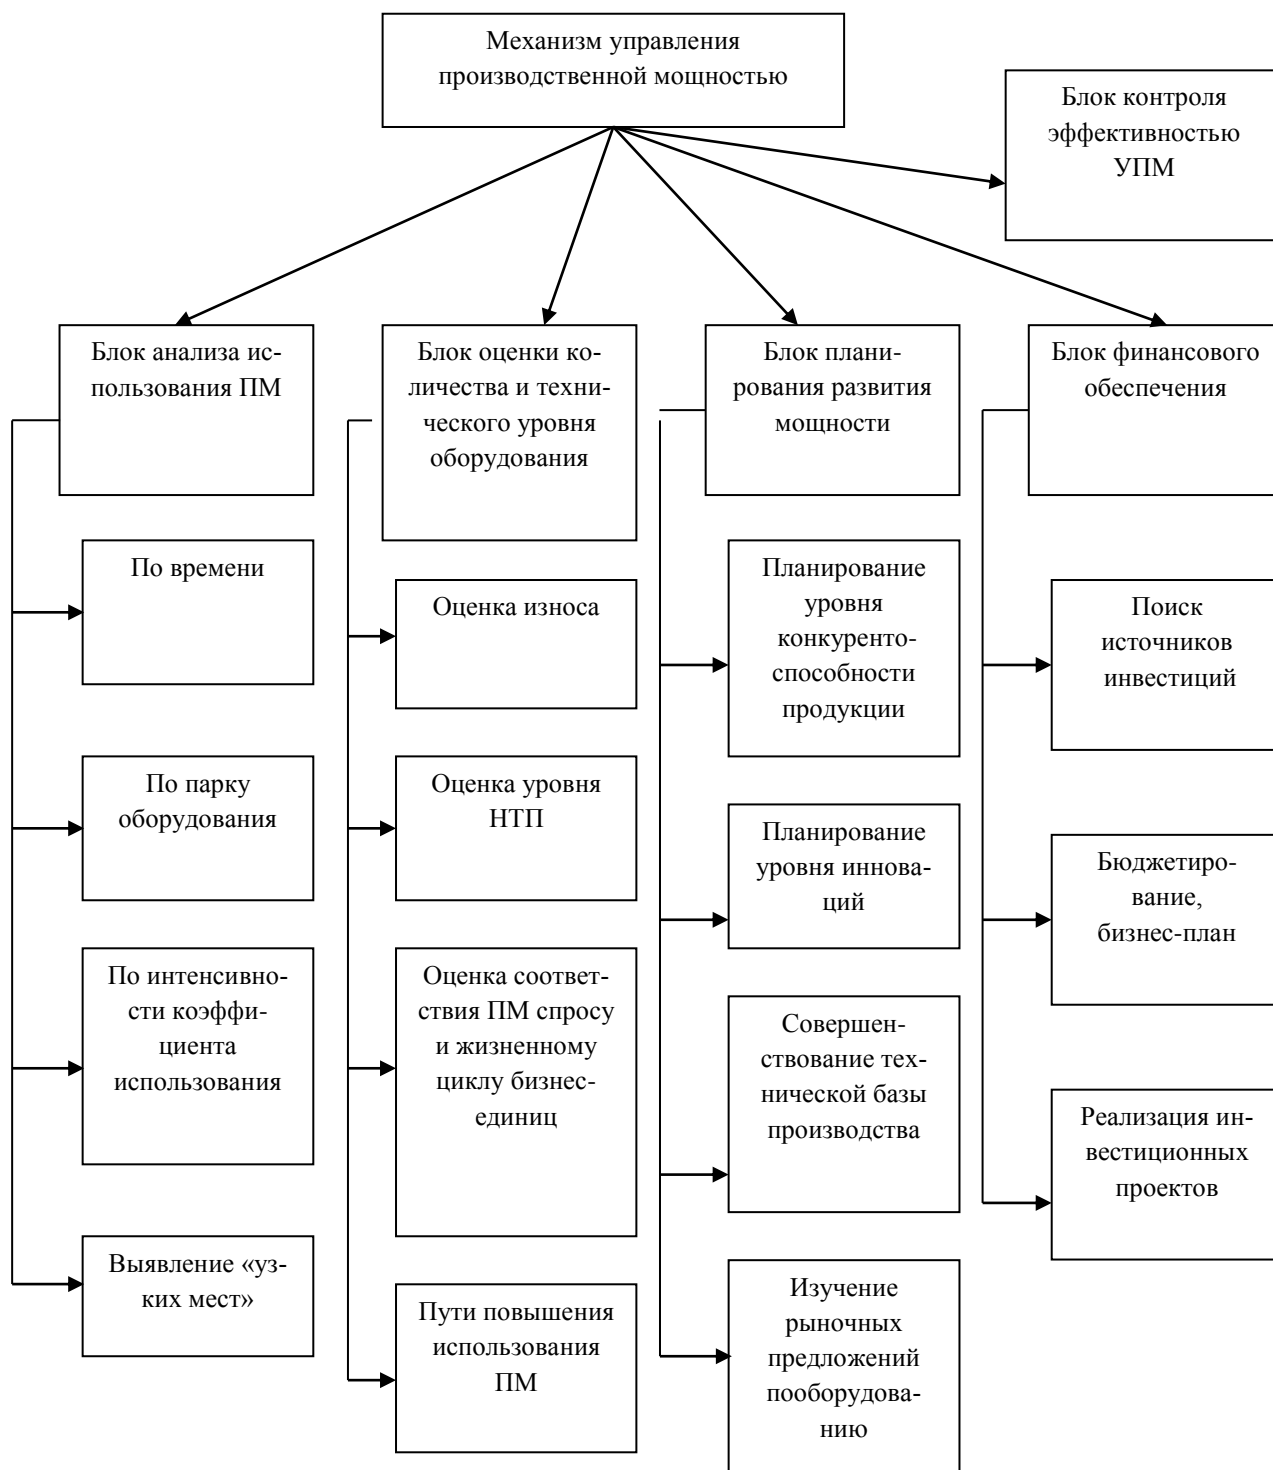 Механизм управления
производственной мощностью
Блок контроля
эффективностью
УПМ
Блок анализа ис-
пользования ПМ
Блок оценки ко-
личества и техни-
ческого уровня
оборудования
Блок плани-
рования развития
мощности
Блок финансового
обеспечения
По времени
По парку
оборудования
По интенсивно-
сти коэффи-
циента
использования
Выявление «уз-
ких мест»
Оценка износа
Оценка уровня
НТП
Оценка соответ-
ствия ПМ спросу
и жизненному
циклу бизнес-
единиц
Пути повышения
использования
ПМ
Планирование
уровня
конкуренто-
способности
продукции
Планирование
уровня иннова-
ций
Совершен-
ствование тех-
нической базы
производства
Изучение
рыночных
предложений
пооборудова-
нию
Поиск
источников
инвестиций
Бюджетиро-
вание,
бизнес-план
Реализация ин-
вестиционных
проектов